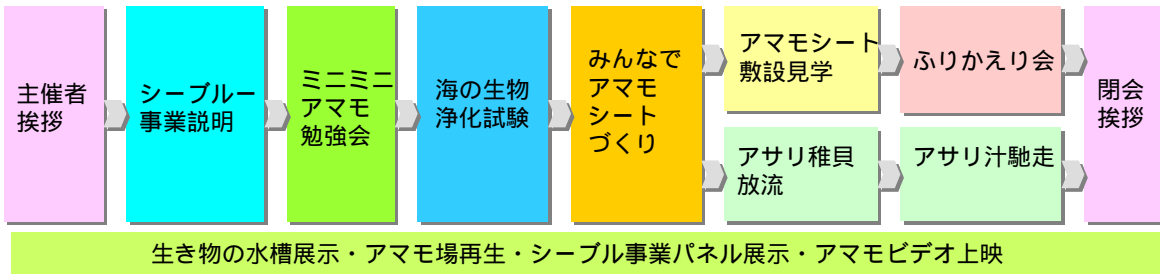 主催者
挨拶
シーブルー
事業説明
ミニミニ
アマモ
勉強会
海の生物
浄化試験
みんなで
アマモ
シート
づくり
アマモシート
敷設見学
ふりかえり会
アサリ稚貝
放流
アサリ汁馳走
閉会
挨拶
生き物の水槽展示・アマモ場再生・シーブル事業パネル展示・アマモビデオ上映